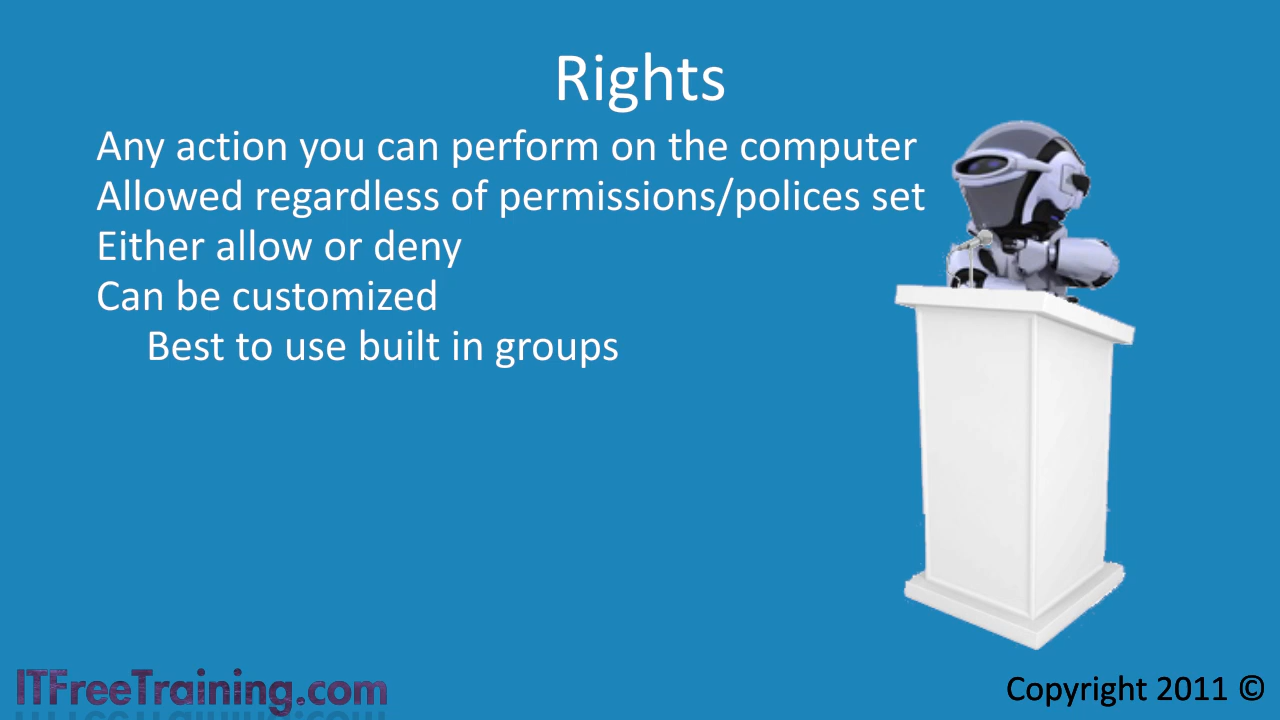 Rights
Any action you can perform on the computer
Allowed regardless of permissions/polices set
Either allow or deny
Can be customized
Best to use built in groups
ITFreeTraining.com
Copyright 2011 ©